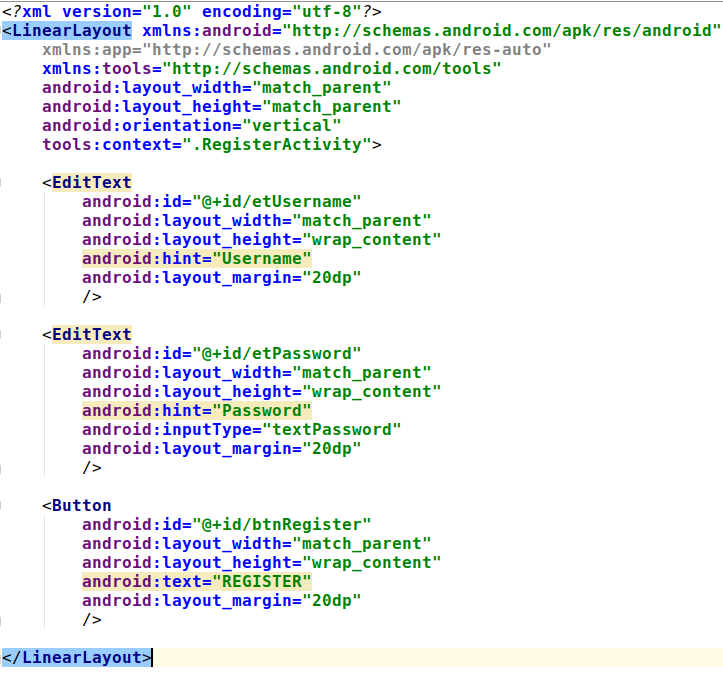 <?xml version="1.0" encoding="utf-8"?>
<LinearLayout xmlns:android="http://schemas.android.com/apk/res/android"
    xmlns:app="http://schemas.android.com/apk/res-auto"
    xmlns:tools="http://schemas.android.com/tools"
    android:layout_width="match_parent"
    android:layout_height="match_parent"
    android:orientation="vertical"
    tools:context=".RegisterActivity">

    <EditText
        android:id="@+id/etUsername"
        android:layout_width="match_parent"
        android:layout_height="wrap_content"
        android:hint="Username"
        android:layout_margin="20dp"
        />

    <EditText
        android:id="@+id/etPassword"
        android:layout_width="match_parent"
        android:layout_height="wrap_content"
        android:hint="Password"
        android:inputType="textPassword"
        android:layout_margin="20dp"
        />

    <Button
        android:id="@+id/btnRegister"
        android:layout_width="match_parent"
        android:layout_height="wrap_content"
        android:text="REGISTER"
        android:layout_margin="20dp"
        />

</LinearLayout>